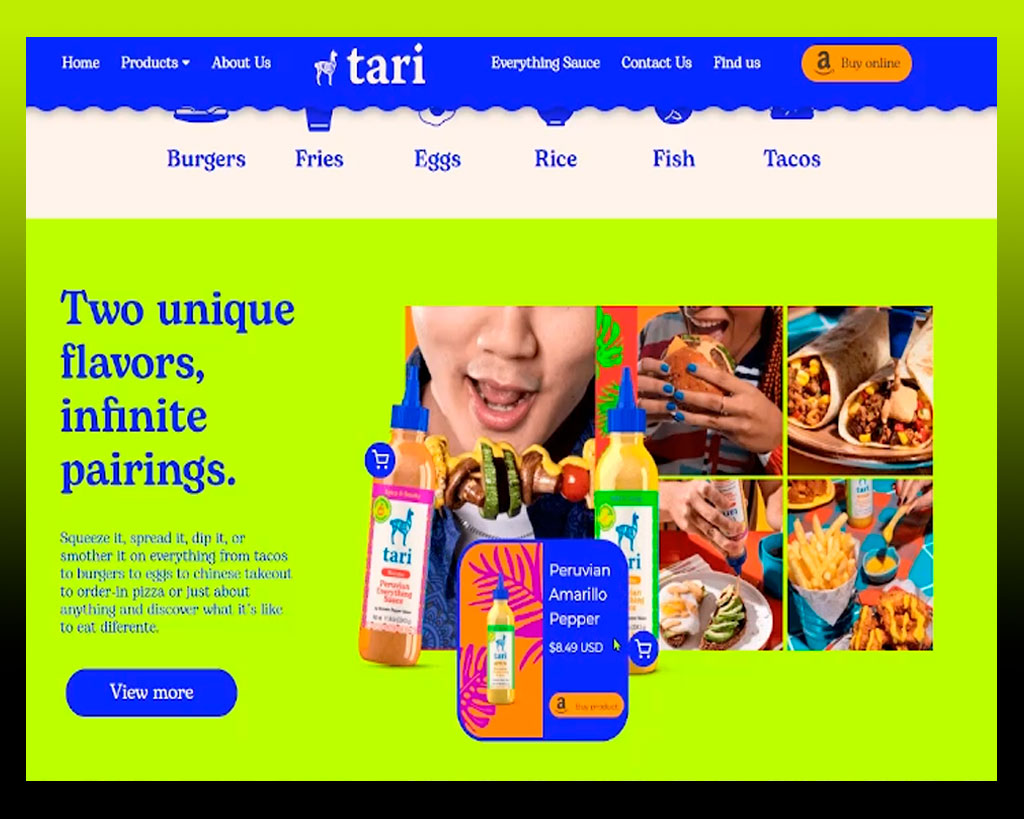 Home Products About Us tari Everything Sauce Contact Us Find us a Buy online
Burgers Fries Eggs Rice Fish Tacos
Two unique
flavors,
infinite
pairings.
Squeeze it, spread it, dip it, or
smother it on everything from tacos
to burgers to eggs to chinese takeout
to order-in pizza or just about
anything and discover what it's like
to eat diferente.
View more
tari
Peruvian
Everything
Sauce
Peruvian
Amarillo
Pepper
$8.49 USD
a Buy product